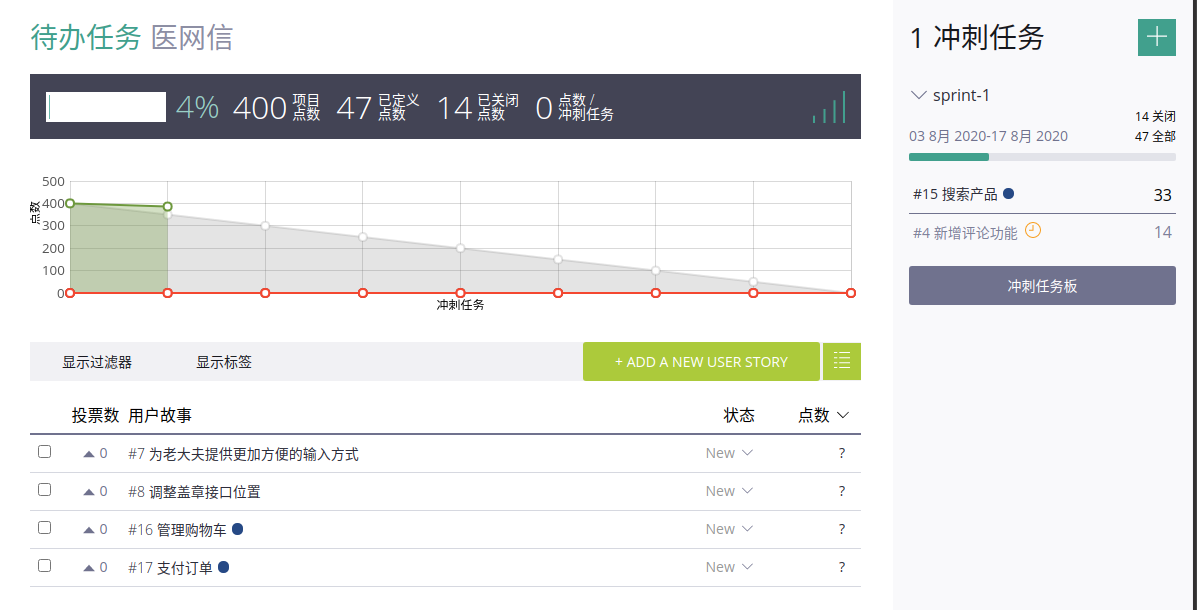 待办任务 医网信
4% 400 项目点数 47 已定义点数 14 已关闭点数 0 点数 / 冲刺任务
500
400
300
200
100
0
点数
冲刺任务
显示过滤器 显示标签 + ADD A NEW USER STORY
投票数 用户故事 状态 点数
0 #7 为老大夫提供更加方便的输入方式 New ?
0 #8 调整盖章接口位置 New ?
0 #16 管理购物车 New ?
0 #17 支付订单 New ?
1 冲刺任务
sprint-1
14 关闭
03 8月 2020-17 8月 2020 47 全部
#15 搜索产品 33
#4 新增评论功能 14
冲刺任务板